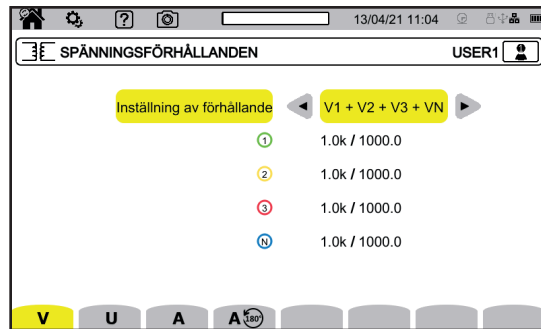 ? 13/04/21 11:04
SPÄNNINGSFÖRHÅLLANDEN USER1
Inställning av förhållande V1 + V2 + V3 + VN
1 1.0k / 1000.0
2 1.0k / 1000.0
3 1.0k / 1000.0
N 1.0k / 1000.0
V U A A 180°